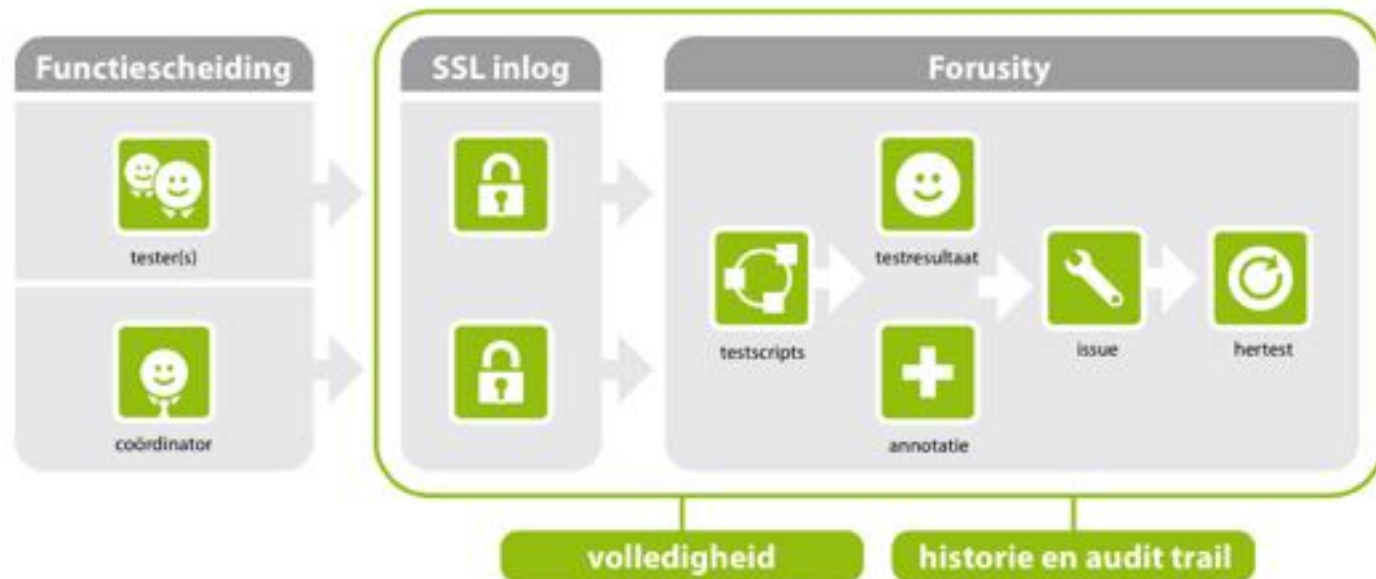 Functiescheiding
SSL inlog
Forusity
tester(s)
coördinator
testscripts
testresultaat
annotatie
issue
hertest
volledigheid
historie en audit trail